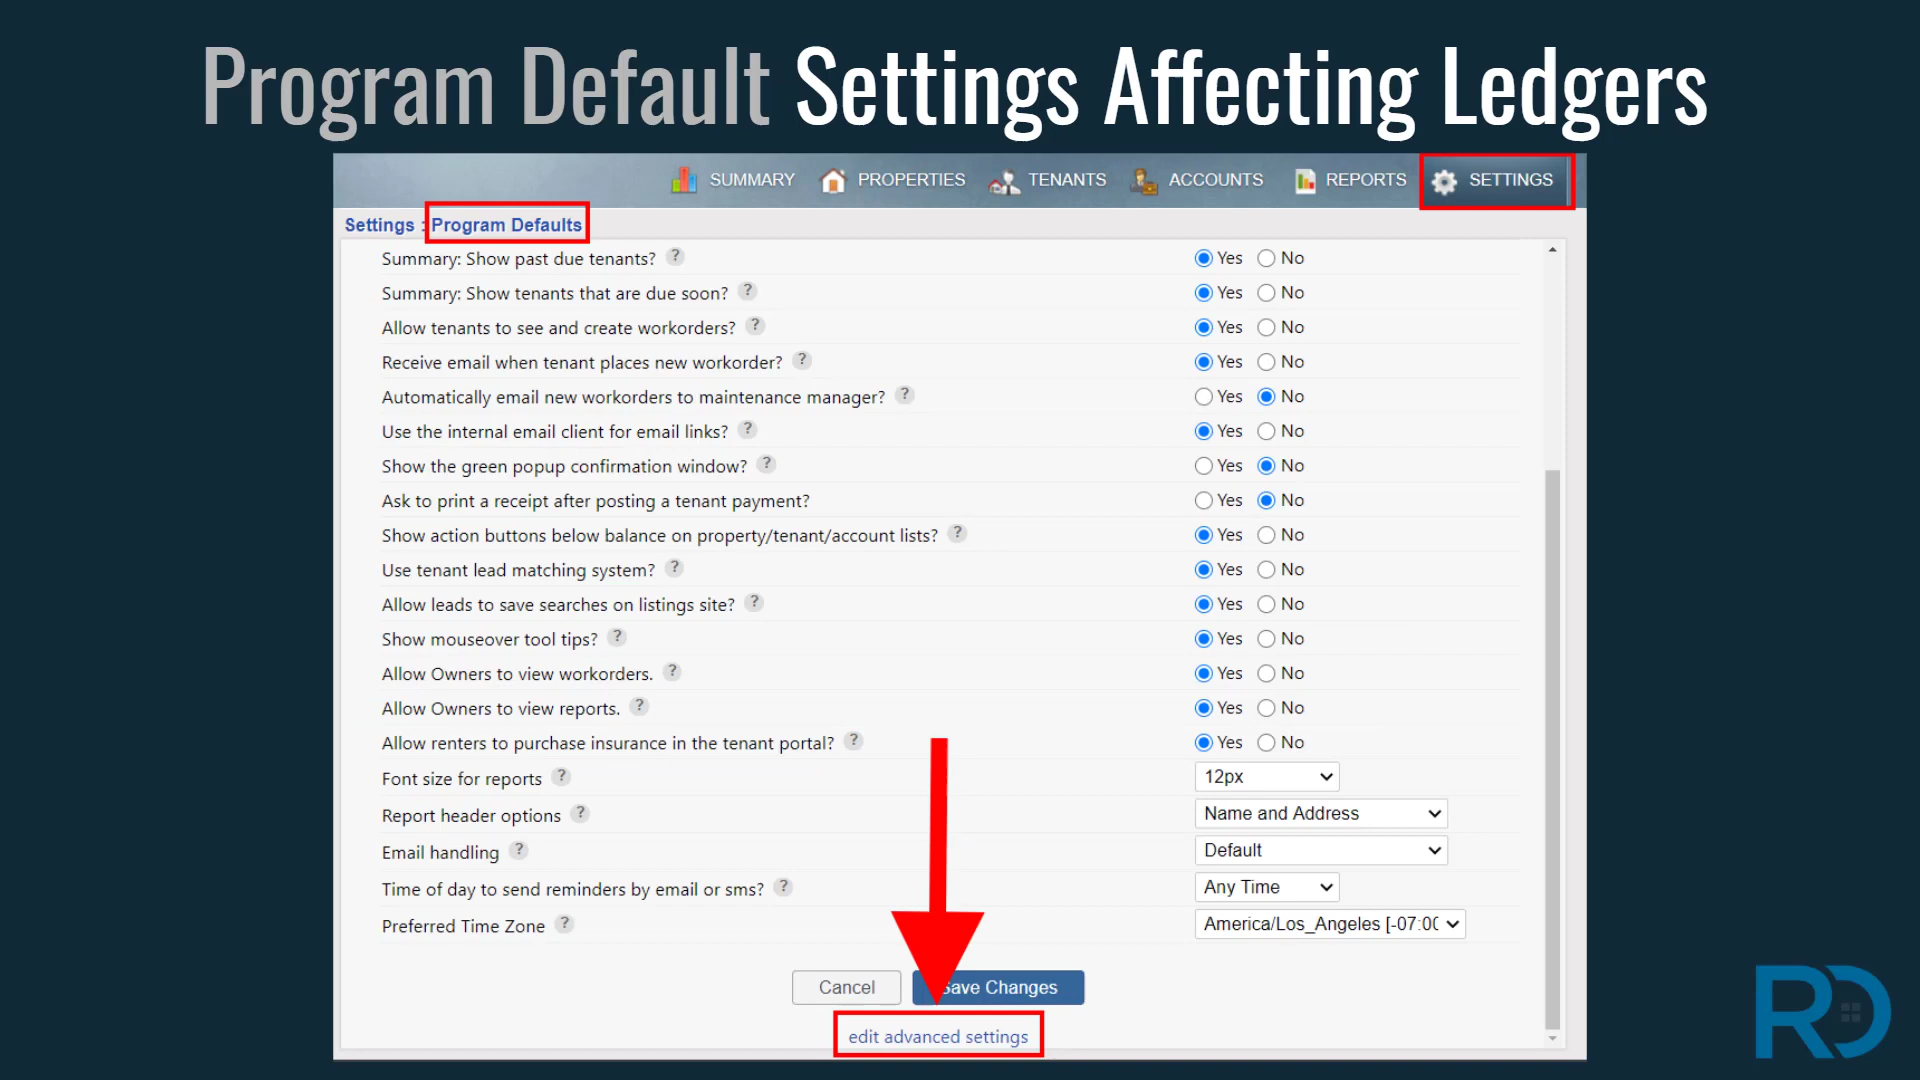 Program Default Settings Affecting Ledgers
SUMMARY PROPERTIES TENANTS ACCOUNTS REPORTS SETTINGS
Settings : Program Defaults
Summary: Show past due tenants? ? Yes No
Summary: Show tenants that are due soon? ? Yes No
Allow tenants to see and create workorders? ? Yes No
Receive email when tenant places new workorder? ? Yes No
Automatically email new workorders to maintenance manager? ? Yes No
Use the internal email client for email links? ? Yes No
Show the green popup confirmation window? ? Yes No
Ask to print a receipt after posting a tenant payment? Yes No
Show action buttons below balance on property/tenant/account lists? ? Yes No
Use tenant lead matching system? ? Yes No
Allow leads to save searches on listings site? ? Yes No
Show mouseover tool tips? ? Yes No
Allow Owners to view workorders. ? Yes No
Allow Owners to view reports. ? Yes No
Allow renters to purchase insurance in the tenant portal? ? Yes No
Font size for reports ? 12px
Report header options ? Name and Address
Email handling ? Default
Time of day to send reminders by email or sms? ? Any Time
Preferred Time Zone ? America/Los_Angeles [-07:00
Cancel Save Changes
edit advanced settings
RD